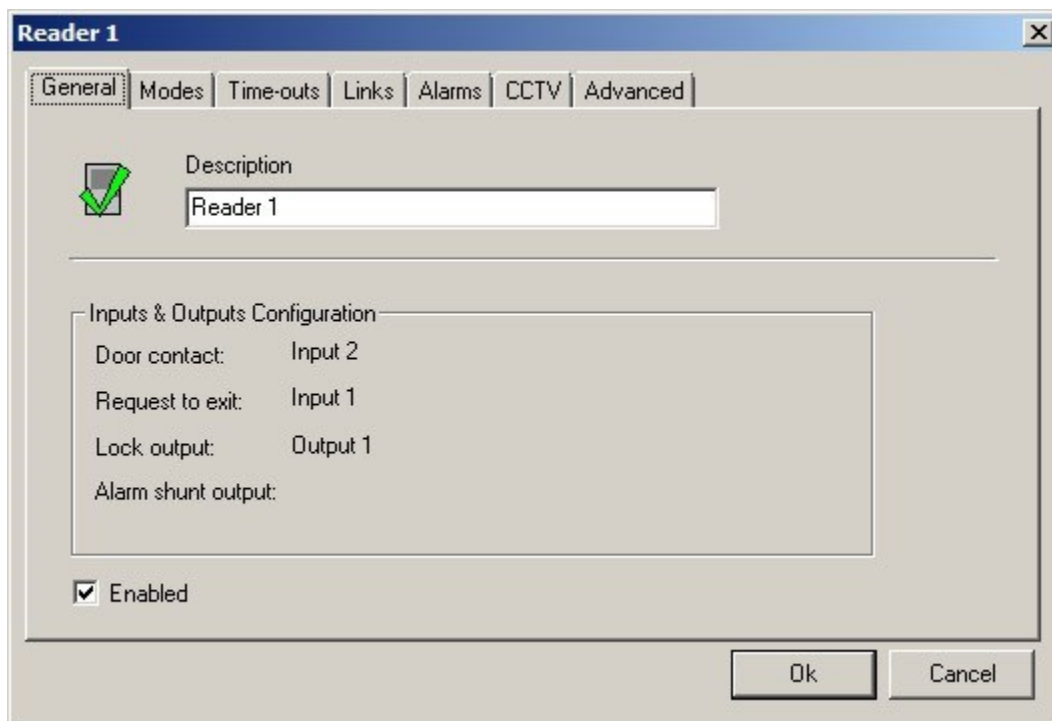 Reader 1
General Modes Time-outs Links Alarms CCTV Advanced
Description
Reader 1
Inputs & Outputs Configuration
Door contact: Input 2
Request to exit: Input 1
Lock output: Output 1
Alarm shunt output:
Enabled
Ok Cancel